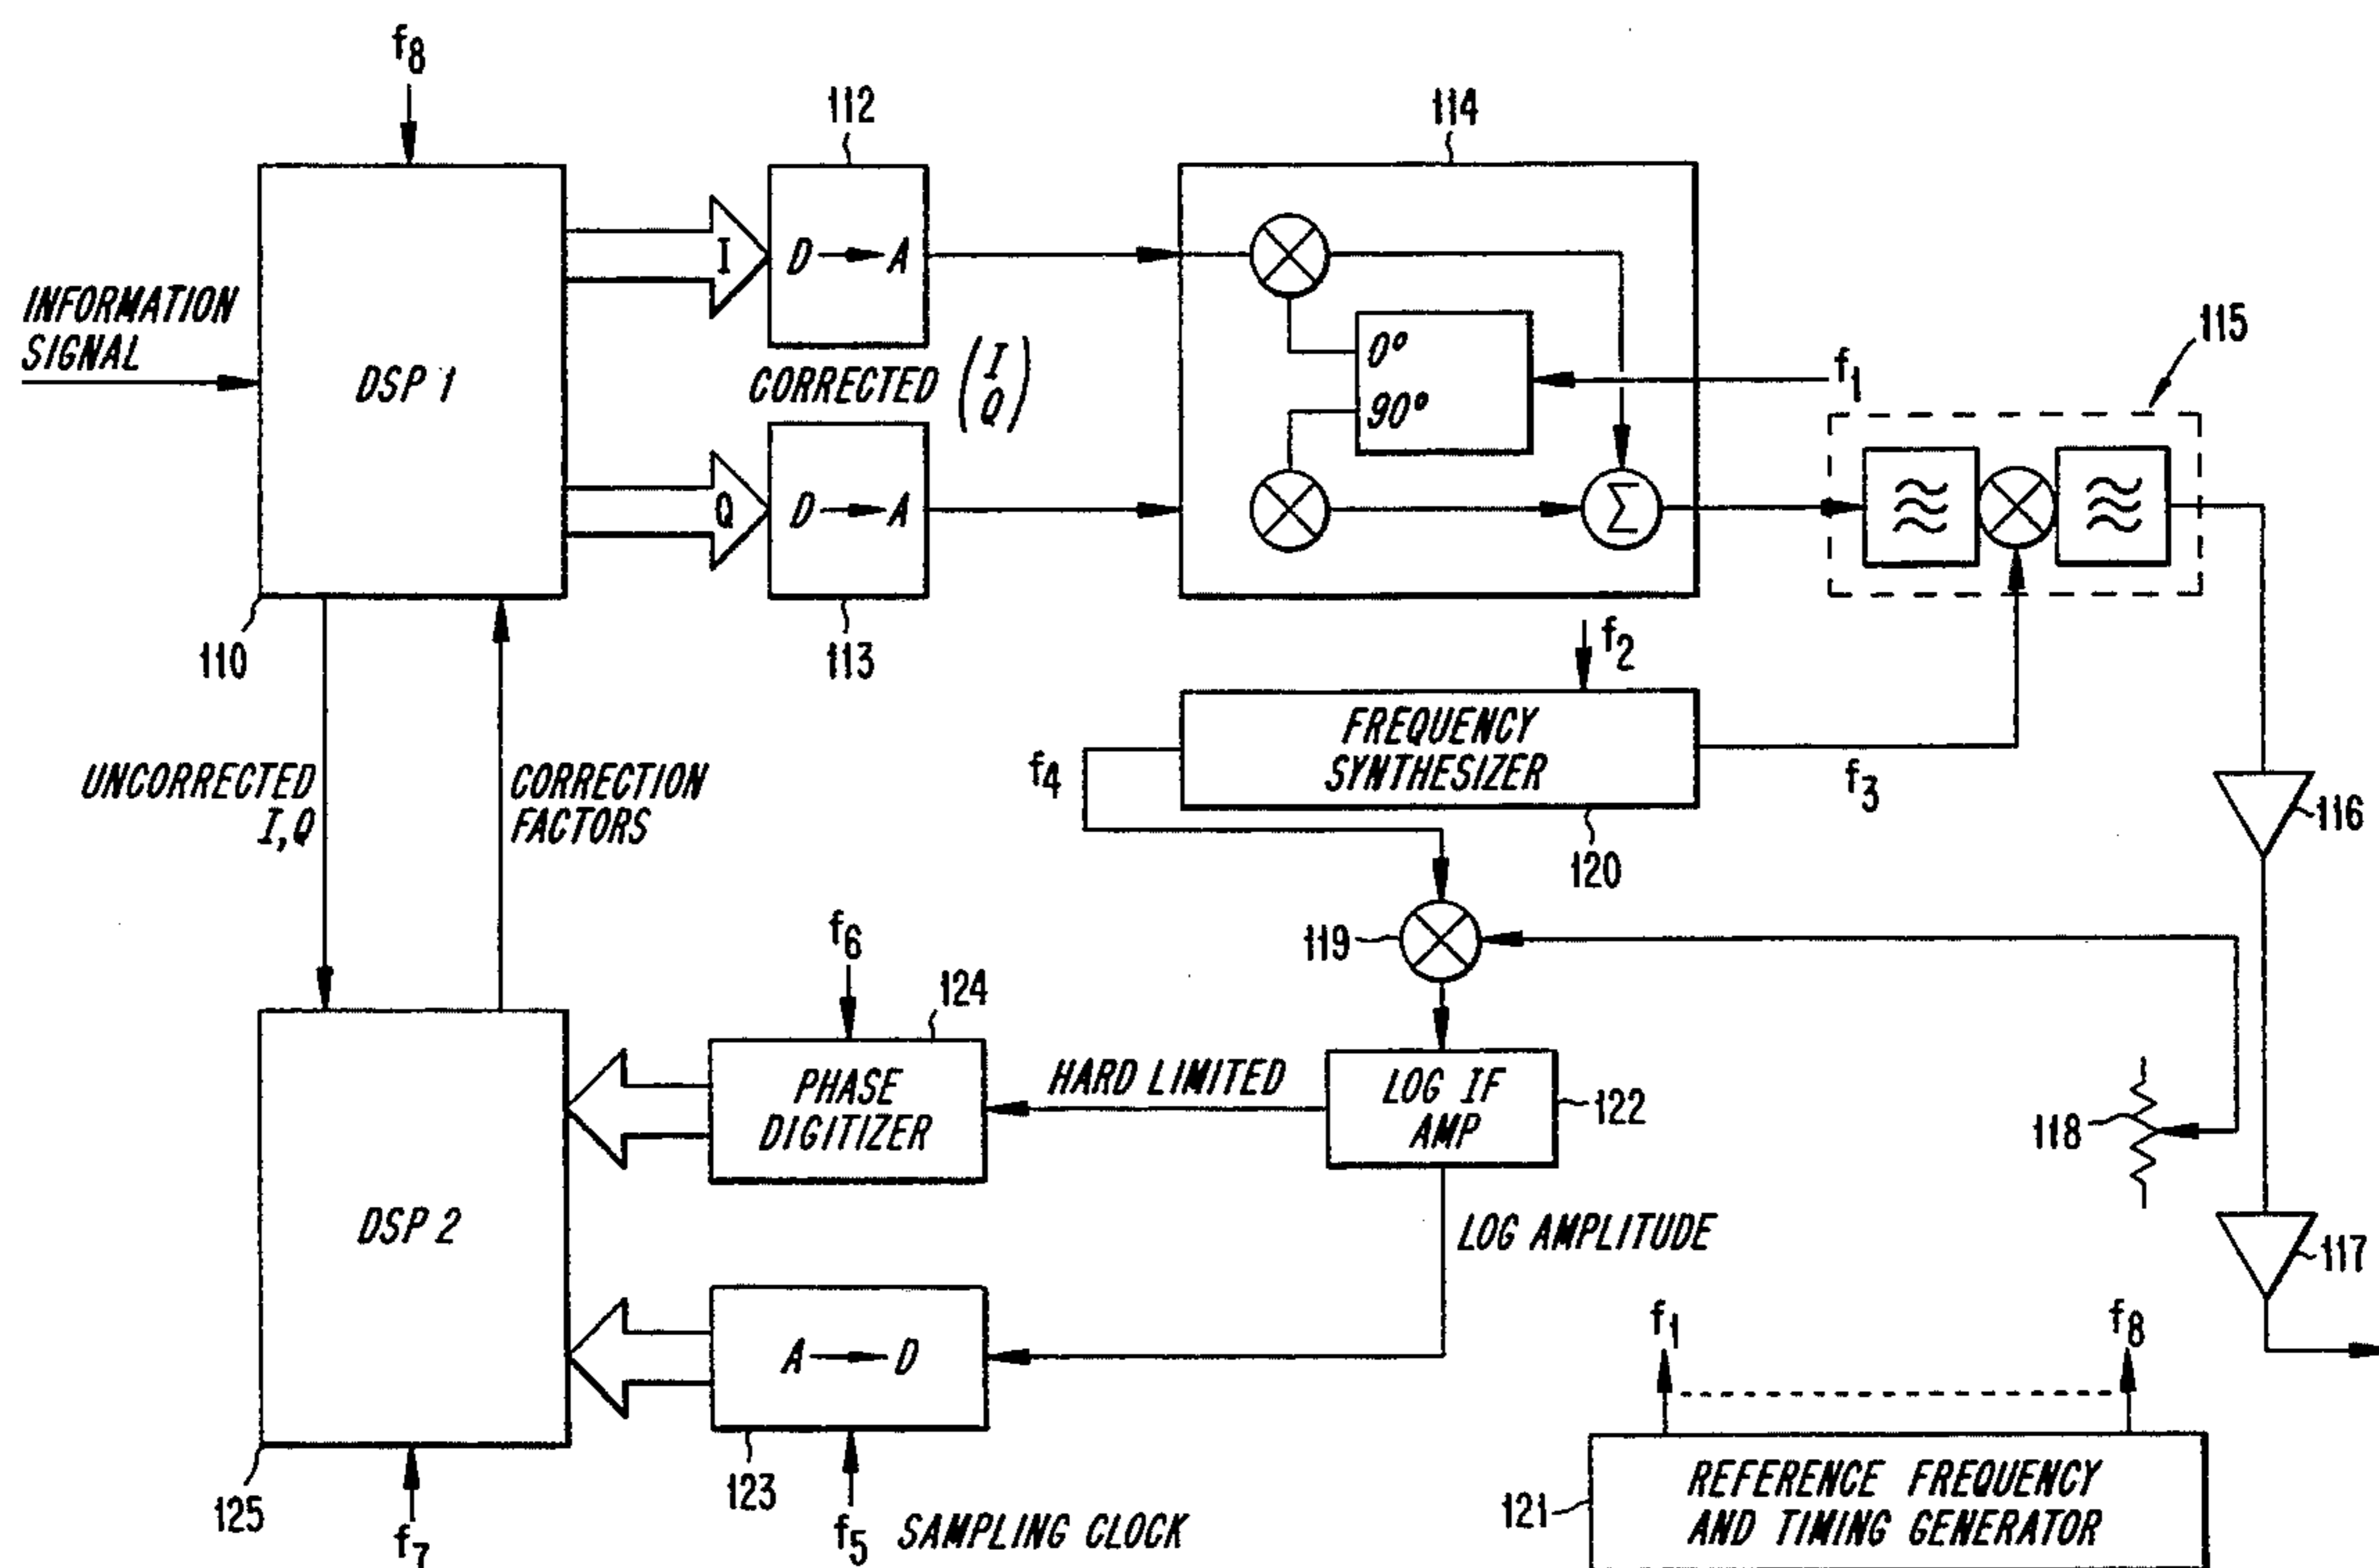 f8
112
114
INFORMATION
SIGNAL
DSP 1
I
D A
0°
90°
f1
115
CORRECTED (I Q)
Q
D A
Σ
110
113
f2
UNCORRECTED
I,Q
CORRECTION
FACTORS
FREQUENCY
SYNTHESIZER
f4
f3
116
120
f6
124
119
PHASE
DIGITIZER
HARD LIMITED
LOG IF
AMP
122
118
DSP 2
LOG AMPLITUDE
117
A D
f1
f8
125
f7
123
f5 SAMPLING CLOCK
121
REFERENCE FREQUENCY
AND TIMING GENERATOR